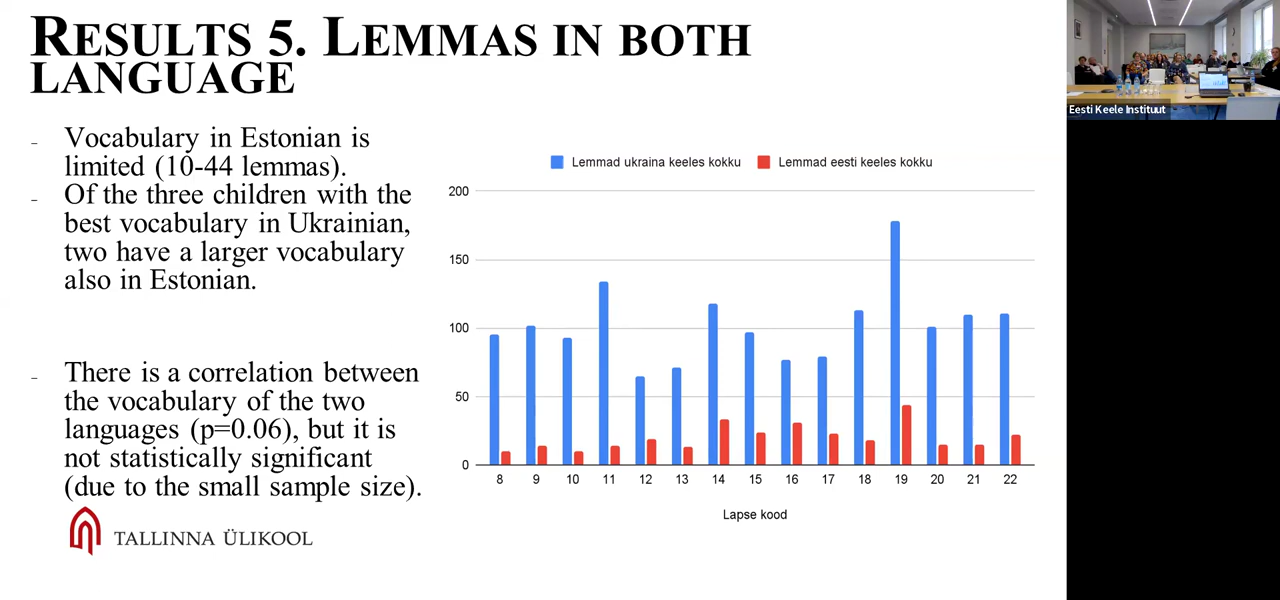 RESULTS 5. LEMMAS IN BOTH
LANGUAGE
- Vocabulary in Estonian is
limited (10-44 lemmas).
- Of the three children with the
best vocabulary in Ukrainian,
two have a larger vocabulary
also in Estonian.
- There is a correlation between
the vocabulary of the two
languages (p=0.06), but it is
not statistically significant
(due to the small sample size).
TALLINNA ÜLIKOOL
Lemmad ukraina keeles kokku Lemmad eesti keeles kokku
200
150
100
50
0
8 9 10 11 12 13 14 15 16 17 18 19 20 21 22
Lapse kood
Eesti Keele Instituut